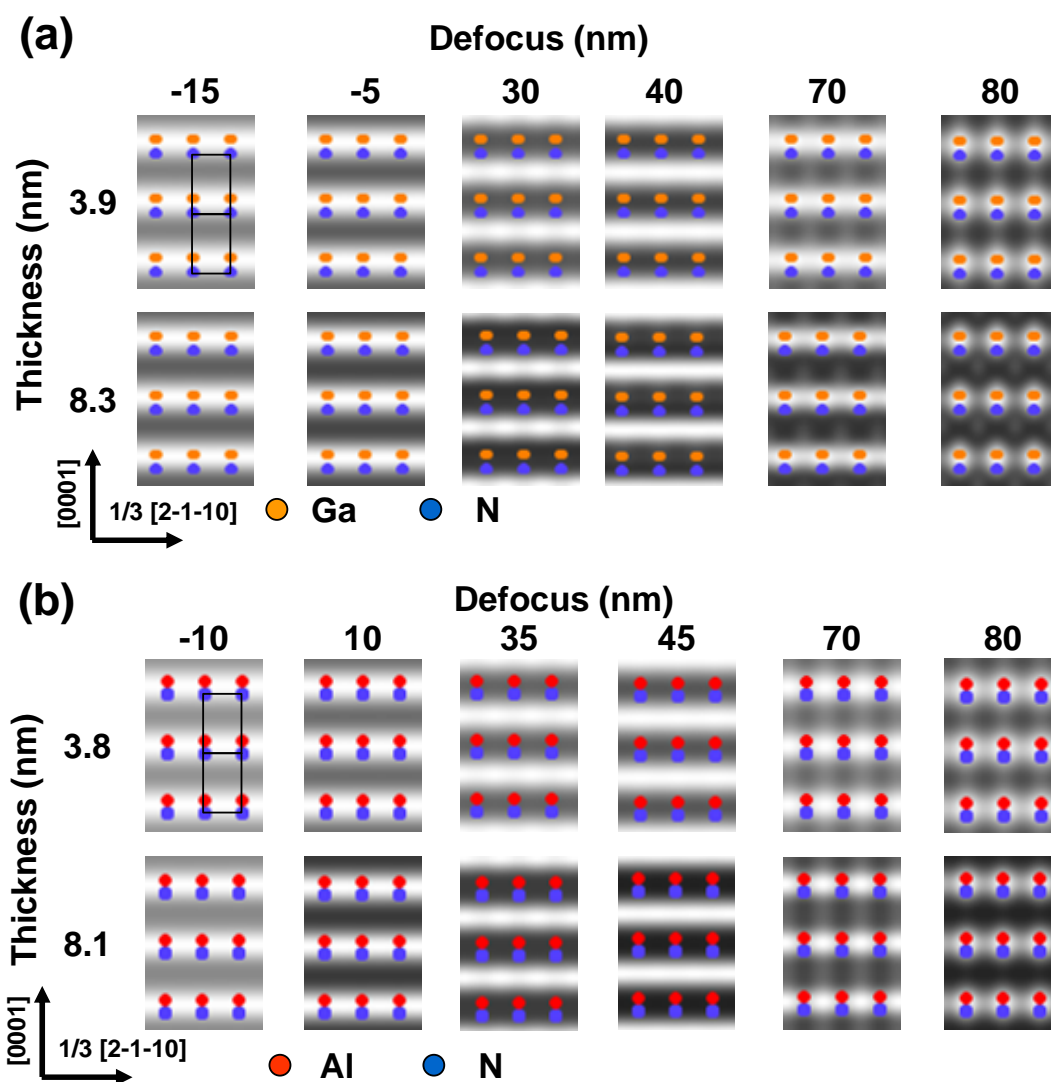 (a)
Defocus (nm)
-15 -5 30 40 70 80
Thickness (nm)
3.9
8.3
[0001]
1/3 [2-1-10]
Ga N
(b)
Defocus (nm)
-10 10 35 45 70 80
Thickness (nm)
3.8
8.1
[0001]
1/3 [2-1-10]
Al N